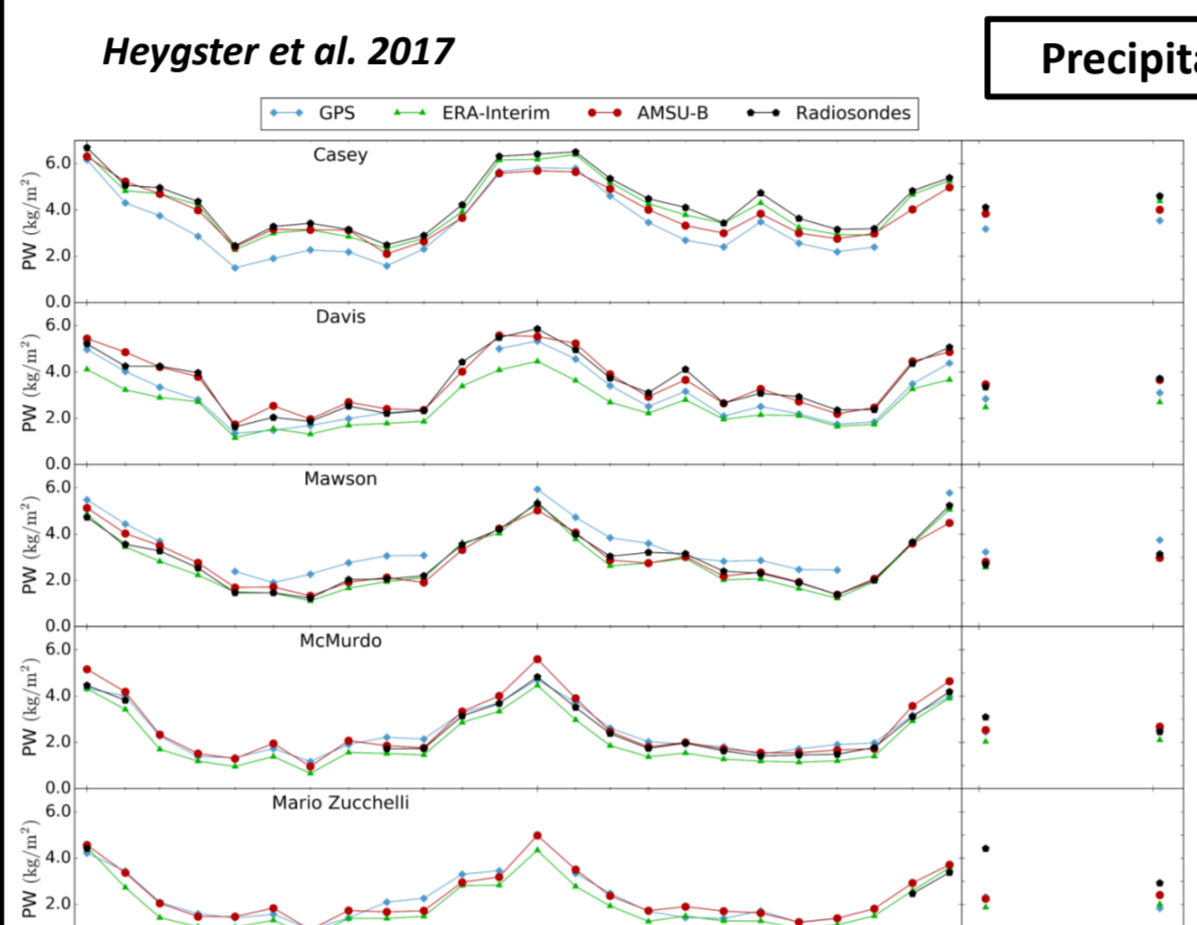 Heygster et al. 2017
Precipita
GPS ERA-Interim AMSU-B Radiosondes
Casey
6.0
4.0
2.0
0.0
PW (kg/m²)
Davis
6.0
4.0
2.0
0.0
PW (kg/m²)
Mawson
6.0
4.0
2.0
0.0
PW (kg/m²)
McMurdo
6.0
4.0
2.0
0.0
PW (kg/m²)
Mario Zucchelli
6.0
4.0
2.0
PW (kg/m²)